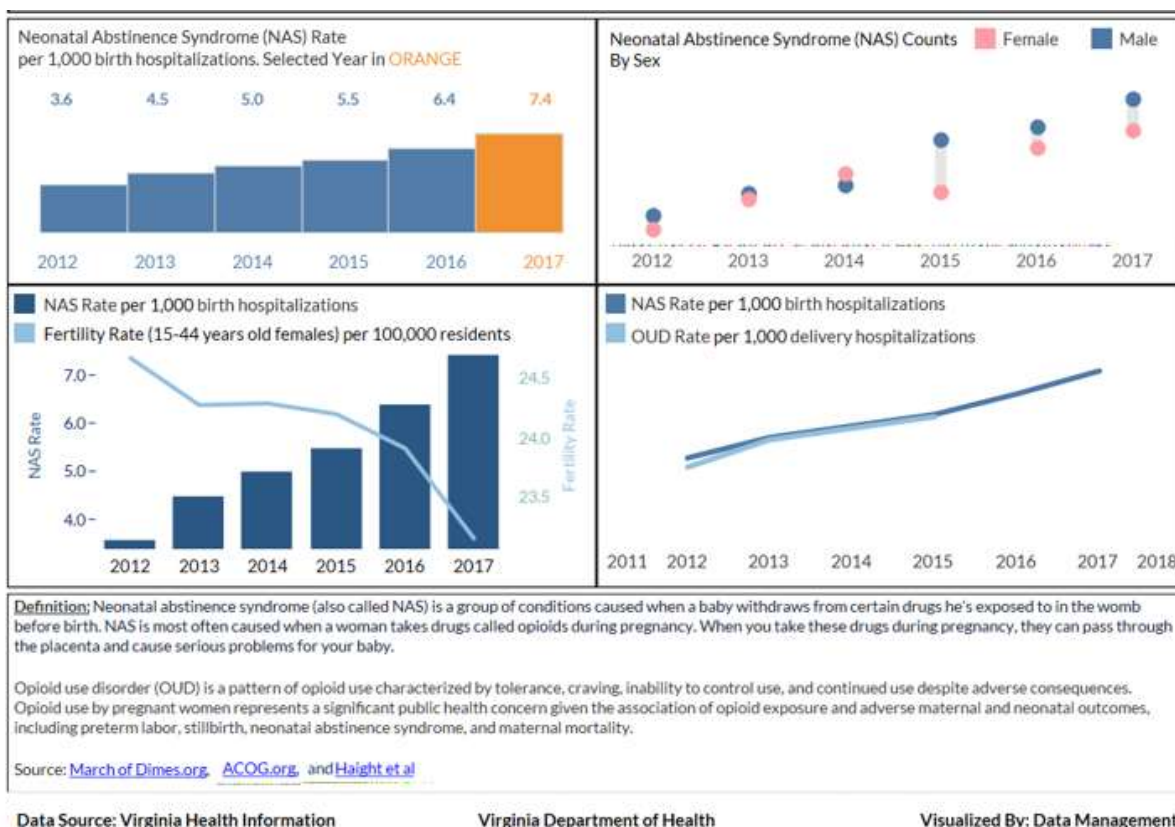 Neonatal Abstinence Syndrome (NAS) Rate
per 1,000 birth hospitalizations. Selected Year in ORANGE
3.6 4.5 5.0 5.5 6.4 7.4
2012 2013 2014 2015 2016 2017
Neonatal Abstinence Syndrome (NAS) Counts
By Sex
Female Male
2012 2013 2014 2015 2016 2017
NAS Rate per 1,000 birth hospitalizations
Fertility Rate (15-44 years old females) per 100,000 residents
NAS Rate
7.0
6.0
5.0
4.0
24.5
24.0
23.5
Fertility Rate
2012 2013 2014 2015 2016 2017
NAS Rate per 1,000 birth hospitalizations
OUD Rate per 1,000 delivery hospitalizations
2011 2012 2013 2014 2015 2016 2017 2018
Definition: Neonatal abstinence syndrome (also called NAS) is a group of conditions caused when a baby withdraws from certain drugs he's exposed to in the womb
before birth. NAS is most often caused when a woman takes drugs called opioids during pregnancy. When you take these drugs during pregnancy, they can pass through
the placenta and cause serious problems for your baby.
Opioid use disorder (OUD) is a pattern of opioid use characterized by tolerance, craving, inability to control use, and continued use despite adverse consequences.
Opioid use by pregnant women represents a significant public health concern given the association of opioid exposure and adverse maternal and neonatal outcomes,
including preterm labor, stillbirth, neonatal abstinence syndrome, and maternal mortality.
Source: March of Dimes.org, ACOG.org, and Haight et al
Data Source: Virginia Health Information Virginia Department of Health Visualized By: Data Management